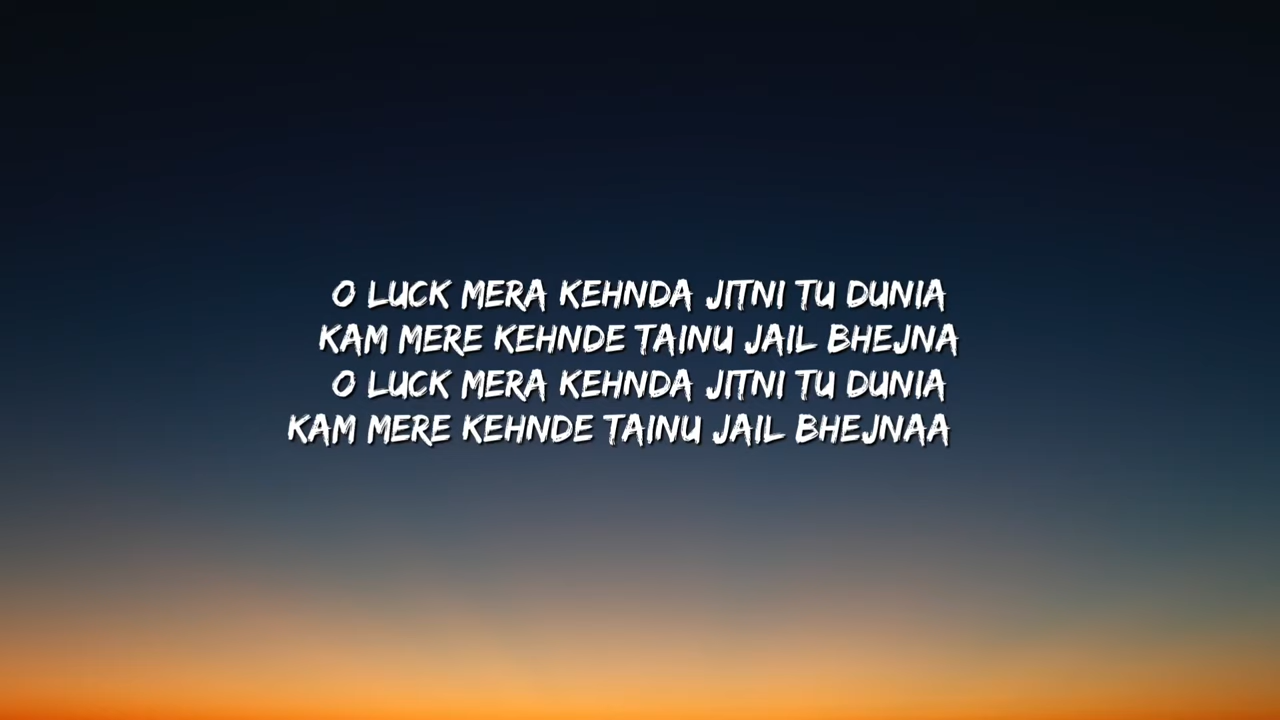 O LUCK MERA KEHNDA JITNI TU DUNIA
KAM MERE KEHNDE TAINU JAIL BHEJNA
O LUCK MERA KEHNDA JITNI TU DUNIA
KAM MERE KEHNDE TAINU JAIL BHEJNAA